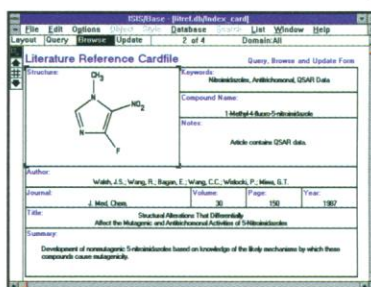 ISIS/Base - [litref.db/Index_card]
File Edit Options Object Style Database Search List Window Help
Layout Query Browse Update 2 of 4 Domain:All
Literature Reference Cardfile Query, Browse and Update Form
Structure:
CH3
N
NO2
N
F
Keywords:
Nitroimidazoles, Antitrichomonal, QSAR Data
Compound Name:
1-Methyl-4-fluoro-5-nitroimidazole
Notes:
Article contains QSAR data.
Author:
Walsh, J.S.; Wang, R.; Bagan, E.; Wang, C.C.; Wislocki, P.; Miwa, G.T.
Journal: Volume: Page: Year:
J. Med. Chem. 30 150 1987
Title:
Structural Alterations That Differentially
Affect the Mutagenic and Antitrichomonal Activities of 5-Nitroimidazoles
Summary:
Development of nonmutagenic 5-nitroimidazoles based on knowledge of the likely mechanisms by which these
compounds cause mutagenicity.